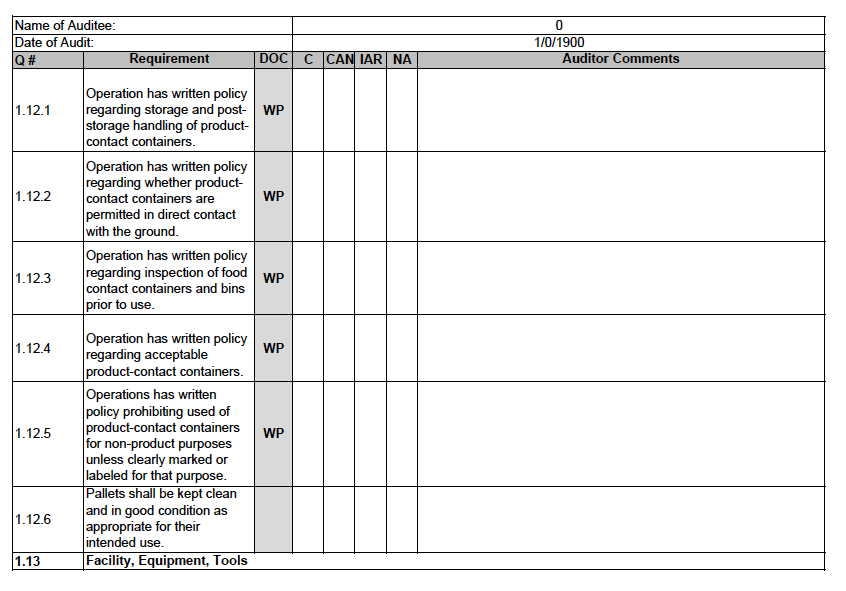 Name of Auditee: 0
Date of Audit: 1/0/1900
Q # Requirement DOC C CAN IAR NA Auditor Comments
Operation has written policy
1.12.1 regarding storage and post- WP
storage handling of product-
contact containers.
Operation has written policy
regarding whether product-
1.12.2 contact containers are WP
permitted in direct contact
with the ground.
Operation has written policy
regarding inspection of food
1.12.3 contact containers and bins WP
prior to use.
Operation has written policy
1.12.4 regarding acceptable WP
product-contact containers.
Operations has written
policy prohibiting used of
product-contact containers
1.12.5 for non-product purposes WP
unless clearly marked or
labeled for that purpose.
Pallets shall be kept clean
and in good condition as
1.12.6 appropriate for their
intended use.
1.13 Facility, Equipment, Tools